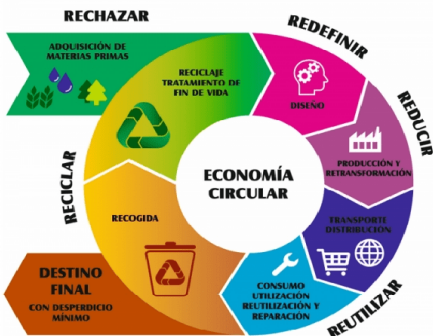 RECHAZAR
ADQUISICIÓN DE
MATERIAS PRIMAS
RECICLAJE
TRATAMIENTO DE
FIN DE VIDA
REDEFINIR
DISEÑO
REDUCIR
PRODUCCIÓN Y
RETRANSFORMACIÓN
TRANSPORTE
DISTRIBUCIÓN
REUTILIZAR
CONSUMO
UTILIZACIÓN
REUTILIZACIÓN Y
REPARACIÓN
RECOGIDA
RECICLAR
DESTINO
FINAL
CON DESPERDICIO
MÍNIMO
ECONOMÍA
CIRCULAR